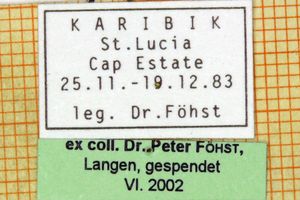 KARIBIK
St.Lucia
Cap Estate
25.11.-19.12.83
leg. Dr.Föhst
ex coll. Dr. Peter FÖHST,
Langen, gespendet
VI. 2002